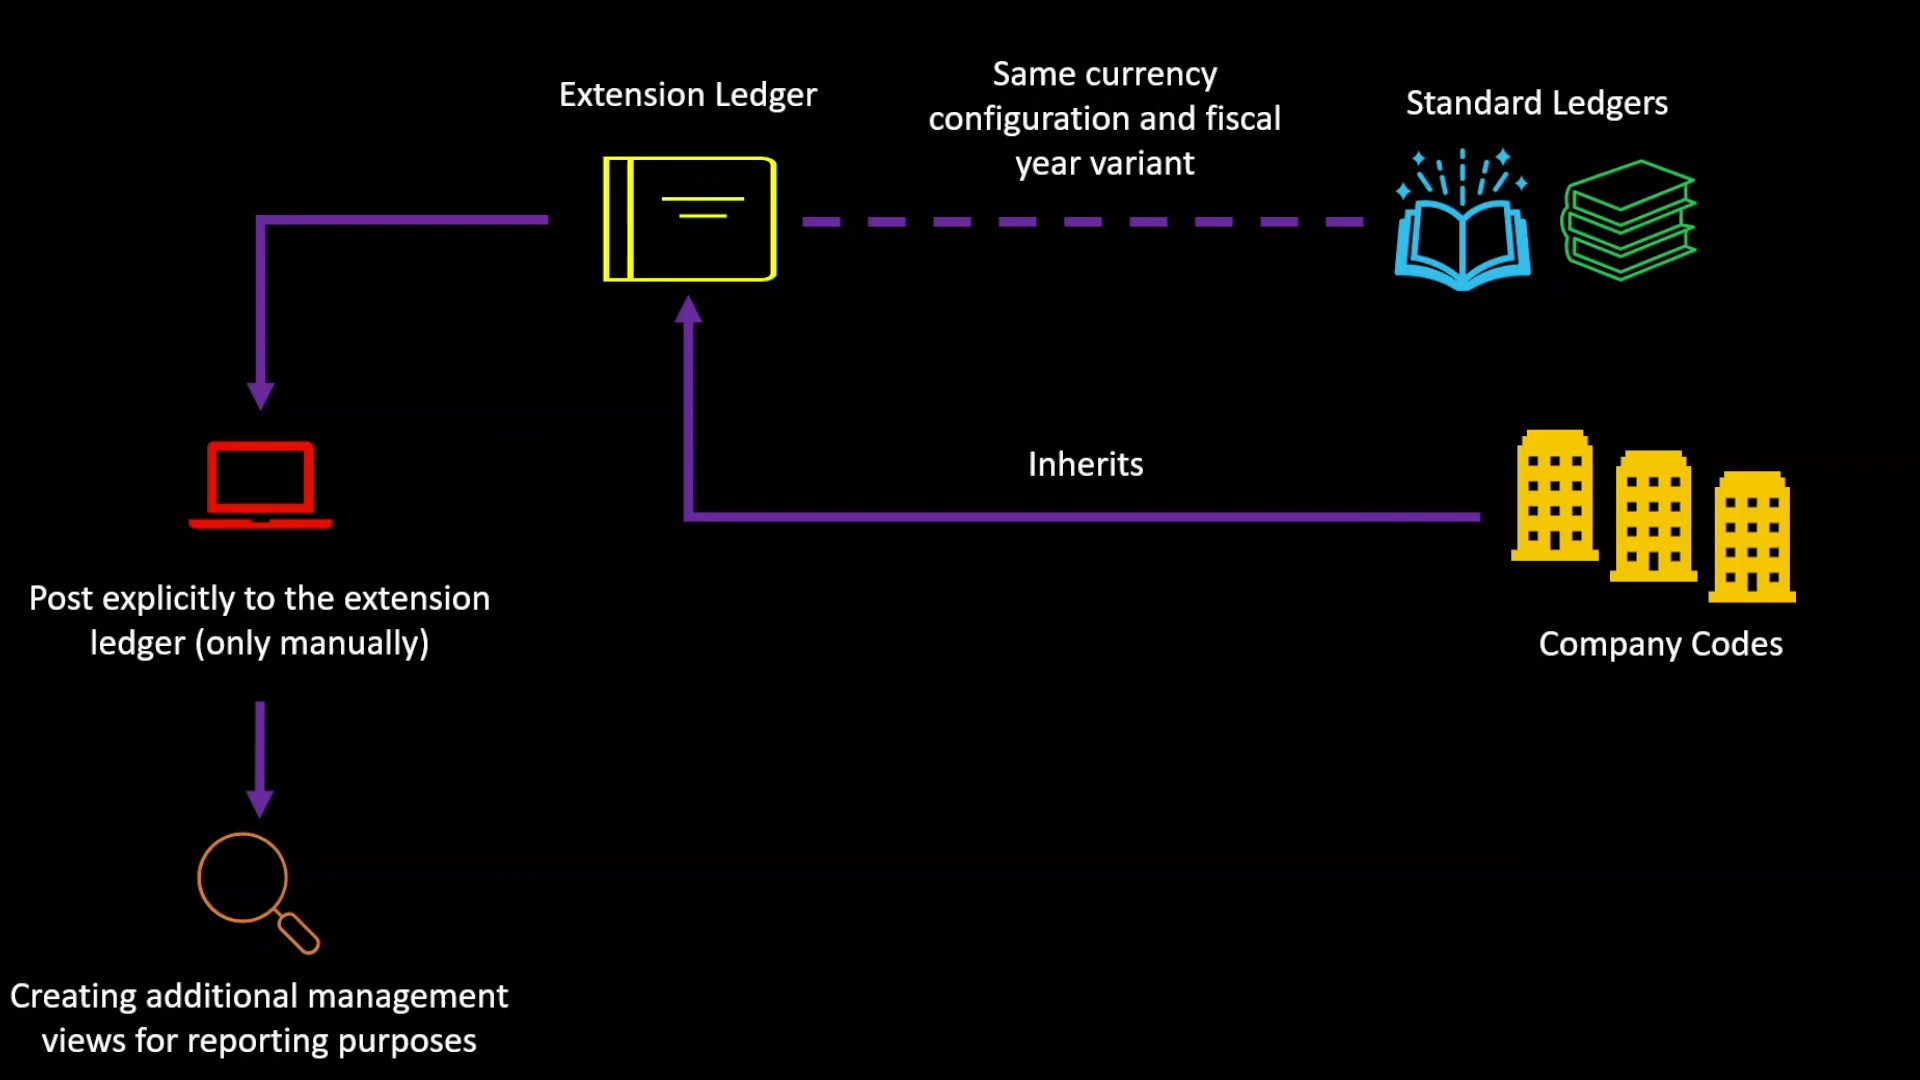 Extension Ledger
Same currency
configuration and fiscal
year variant
Standard Ledgers
Inherits
Company Codes
Post explicitly to the extension
ledger (only manually)
Creating additional management
views for reporting purposes